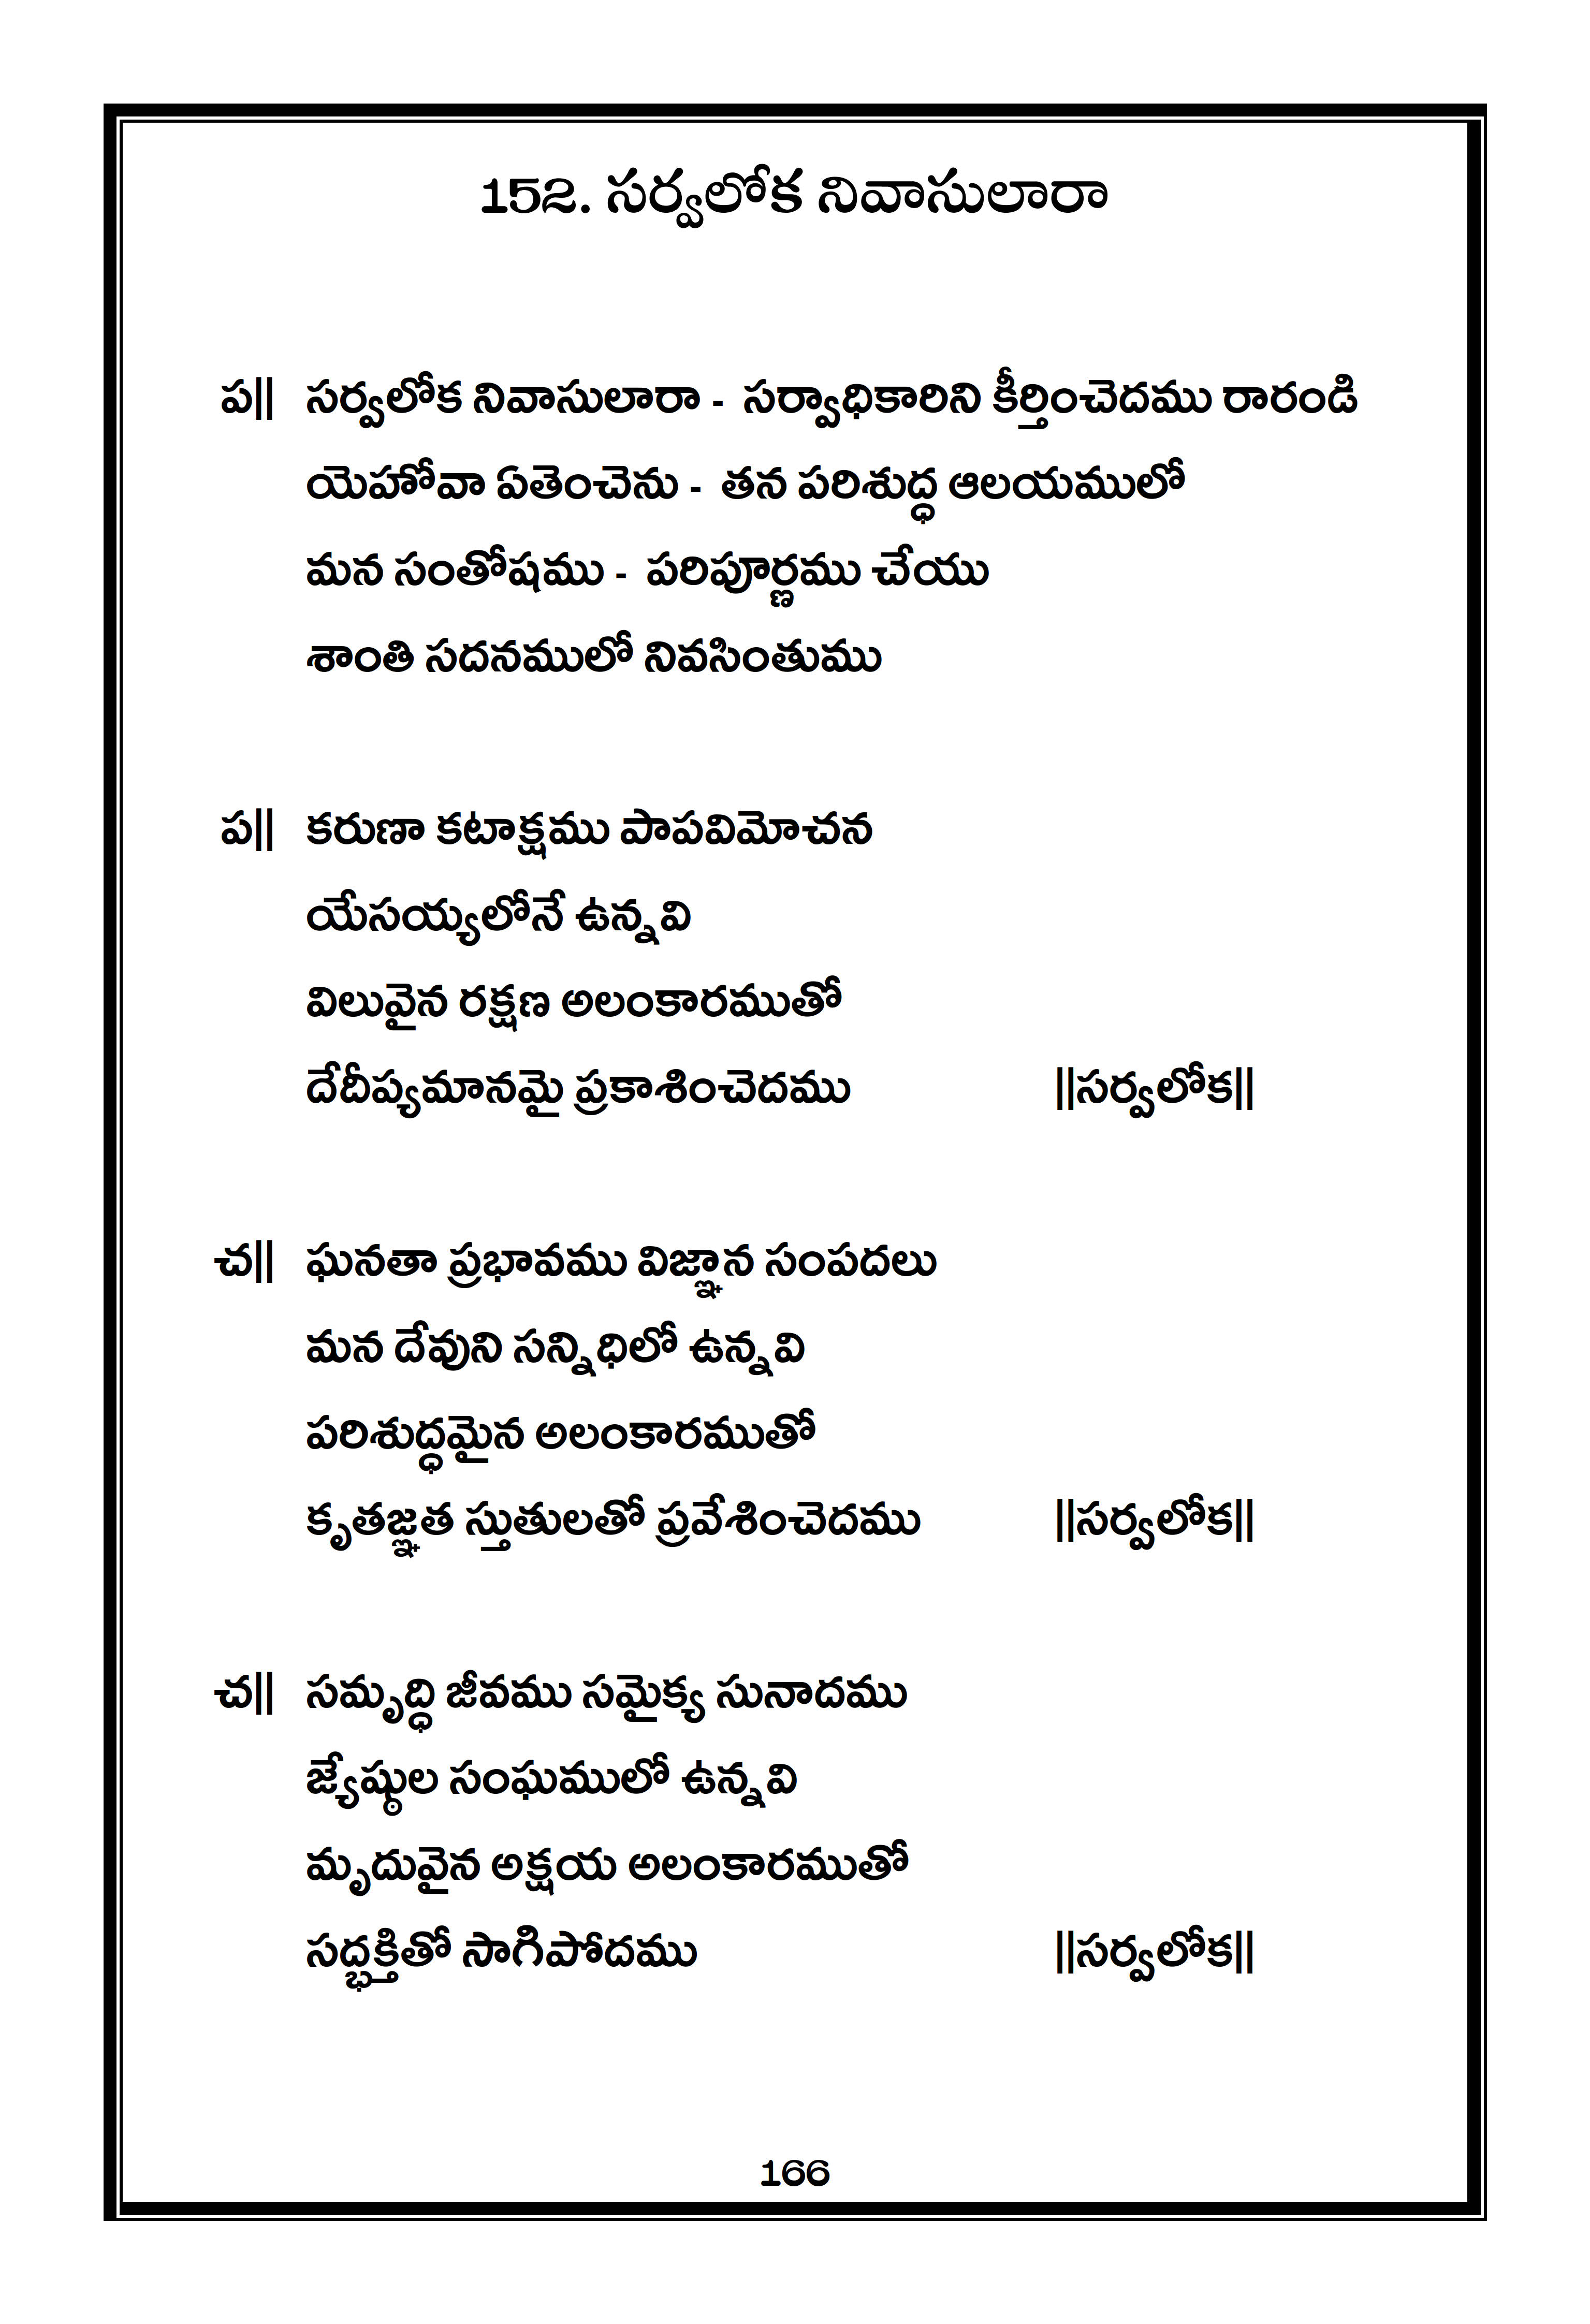 152. సర్వలోక నివాసులారా
ప|| సర్వలోక నివాసులారా - సర్వాధికారిని కీర్తించెదము రారండి
యెహోవా ఏతెంచెను - తన పరిశుద్ధ ఆలయములో
మన సంతోషము - పరిపూర్ణము చేయు
శాంతి సదనములో నివసింతుము
ప|| కరుణా కటాక్షము పాపవిమోచన
యేసయ్యలోనే ఉన్నవి
విలువైన రక్షణ అలంకారముతో
దేదీప్యమానమై ప్రకాశించెదము ||సర్వలోక||
చ|| ఘనతా ప్రభావము విజ్ఞాన సంపదలు
మన దేవుని సన్నిధిలో ఉన్నవి
పరిశుద్ధమైన అలంకారముతో
కృతజ్ఞత స్తుతులతో ప్రవేశించెదము ||సర్వలోక||
చ|| సమృద్ధి జీవము సమైక్య సునాదము
జ్యేష్ఠుల సంఘములో ఉన్నవి
మృదువైన అక్షయ అలంకారముతో
సద్భక్తితో సాగిపోదము ||సర్వలోక||
166